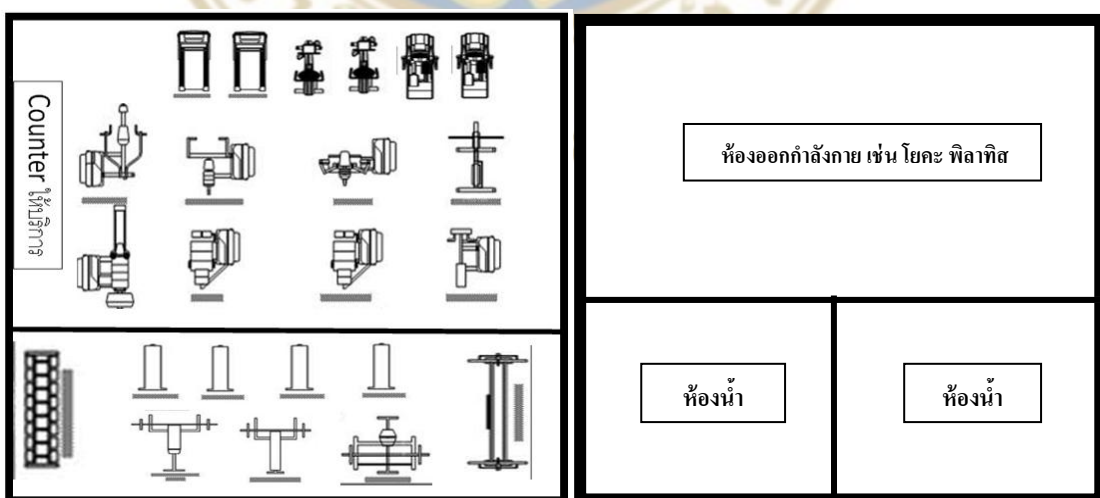 Counter ให้บริการ
ห้องออกกำลังกาย เช่น โยคะ พิลาทิส
ห้องน้ำ
ห้องน้ำ